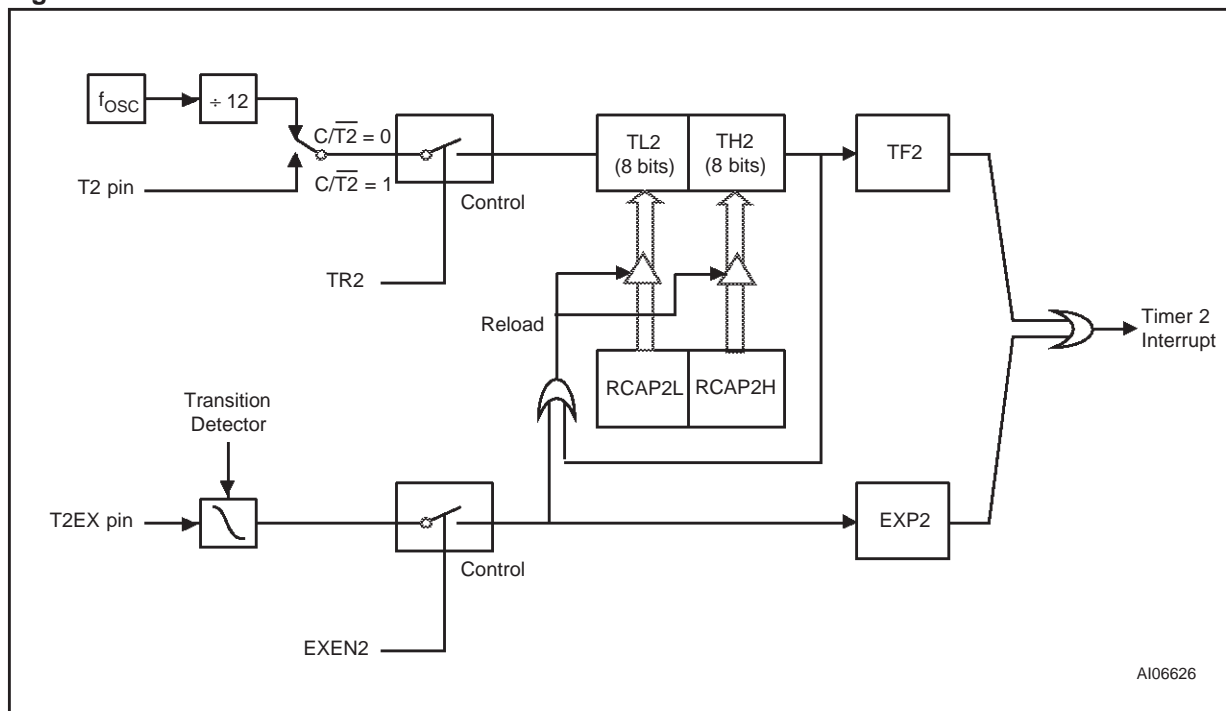 fOSC
÷ 12
C/T2 = 0
C/T2 = 1
T2 pin
Control
TR2
TL2
(8 bits)
TH2
(8 bits)
TF2
Reload
RCAP2L
RCAP2H
Timer 2
Interrupt
Transition
Detector
T2EX pin
Control
EXEN2
EXP2
AI06626